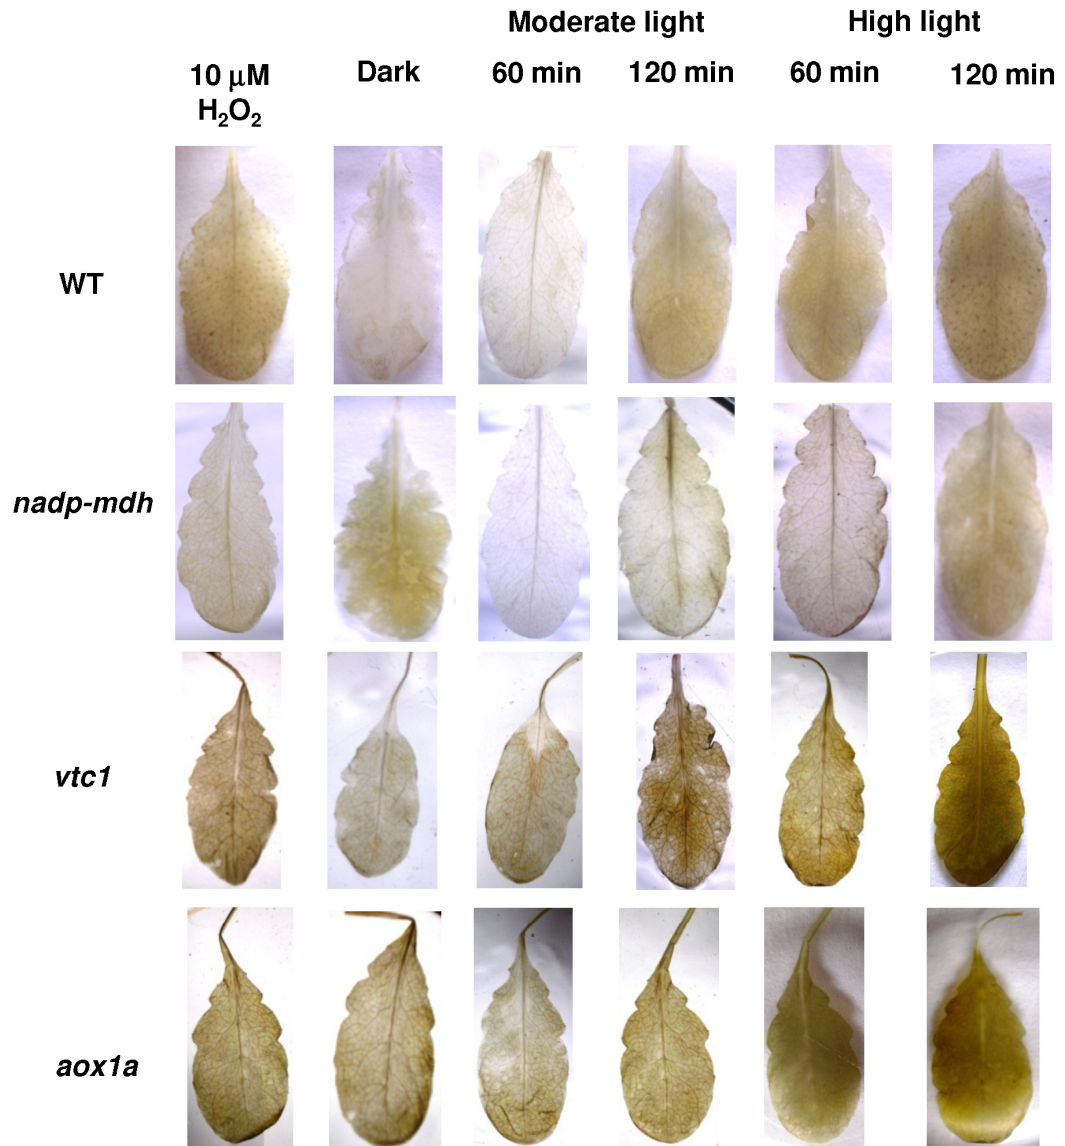 Moderate light High light
10 μM Dark 60 min 120 min 60 min 120 min
H₂O₂
WT
nadp-mdh
vtc1
aox1a